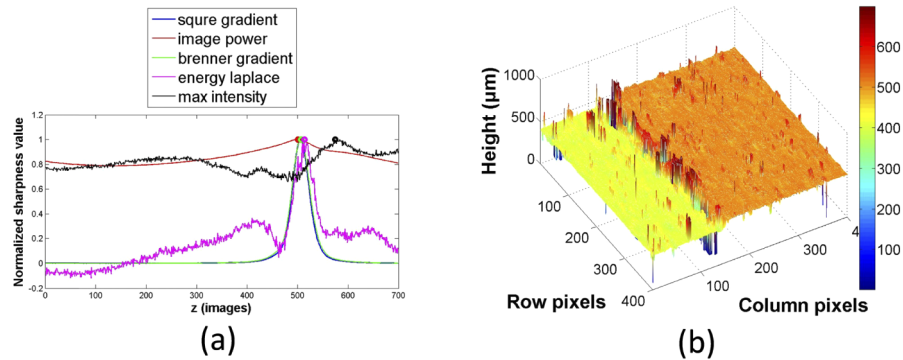 (a)
squre gradient
image power
brenner gradient
energy laplace
max intensity
Normalized sharpness value
1.2
1
0.8
0.6
0.4
0.2
0
-0.2
0 100 200 300 400 500 600 700
z (images)
(a)
(b)
Height (µm)
1000
500
0
100
200
300
400
Row pixels
100
200
300
4
Column pixels
700
600
500
400
300
200
100
(b)